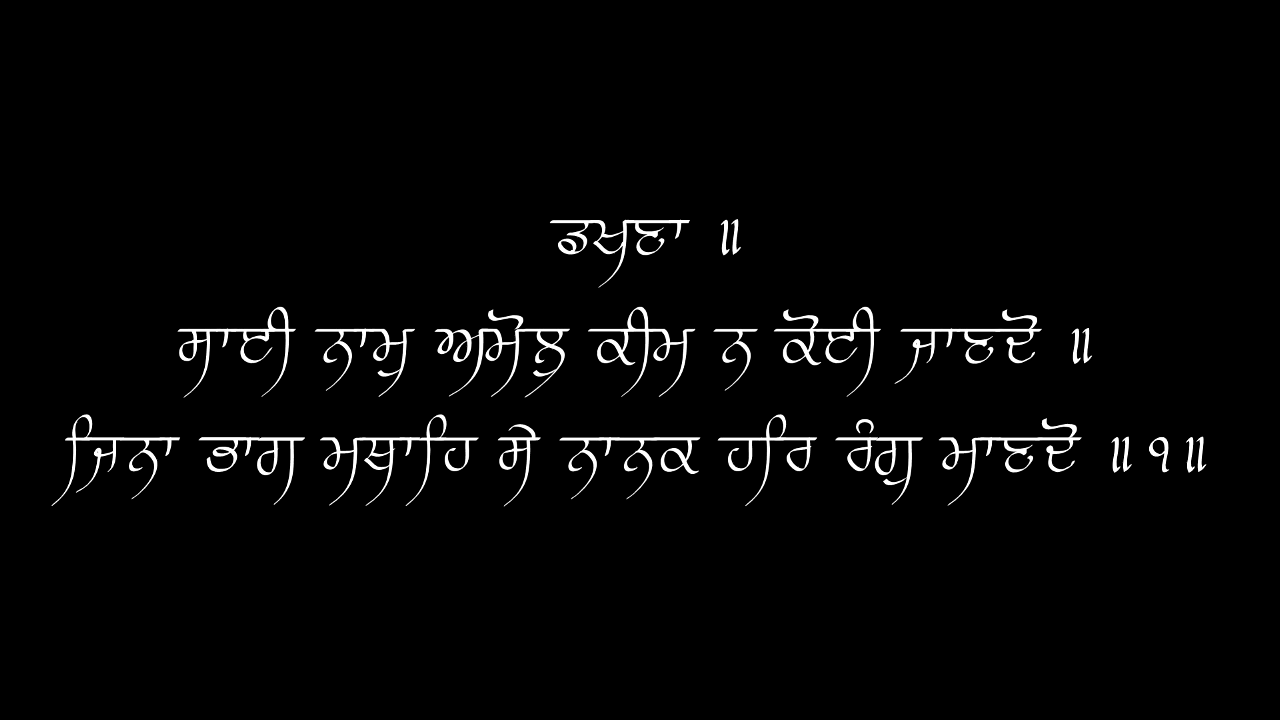 ਡਖਣਾ ॥
ਸਾਈ ਨਾਮੁ ਅਮੋਲੁ ਕੀਮ ਨ ਕੋਈ ਜਾਣਦੋ ॥
ਜਿਨਾ ਭਾਗ ਮਥਾਹਿ ਸੇ ਨਾਨਕ ਹਰਿ ਰੰਗੁ ਮਾਣਦੋ ॥੧॥